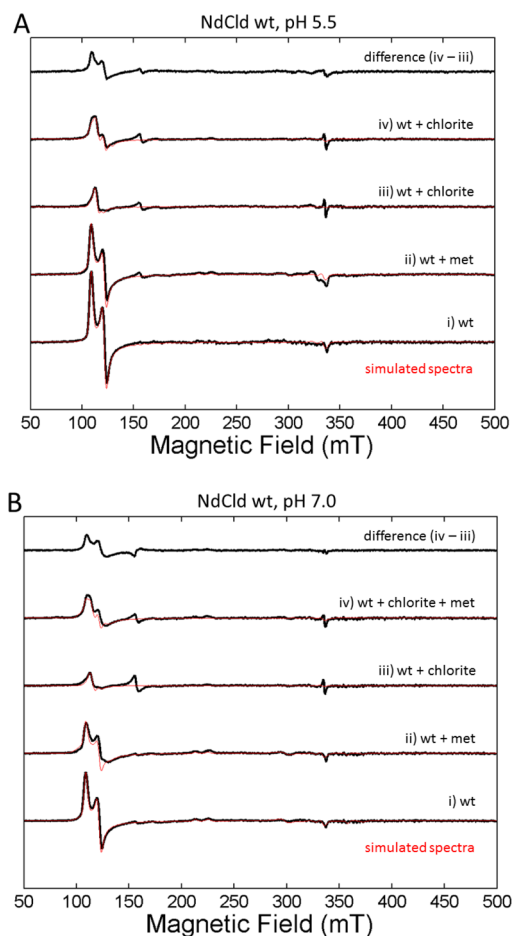 A
NdCld wt, pH 5.5
difference (iv – iii)
iv) wt + chlorite
iii) wt + chlorite
ii) wt + met
i) wt
simulated spectra
50 100 150 200 250 300 350 400 450 500
Magnetic Field (mT)
B
NdCld wt, pH 7.0
difference (iv – iii)
iv) wt + chlorite + met
iii) wt + chlorite
ii) wt + met
i) wt
simulated spectra
50 100 150 200 250 300 350 400 450 500
Magnetic Field (mT)